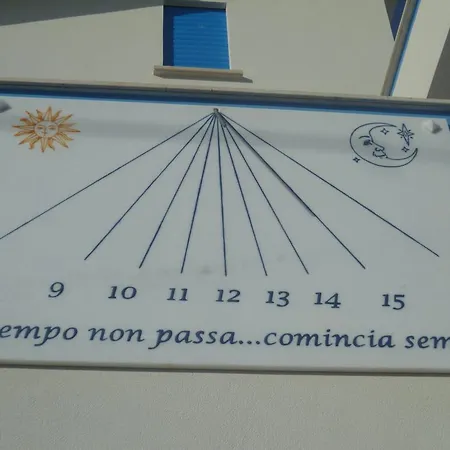 9 10 11 12 13 14 15
empo non passa...comincia sem